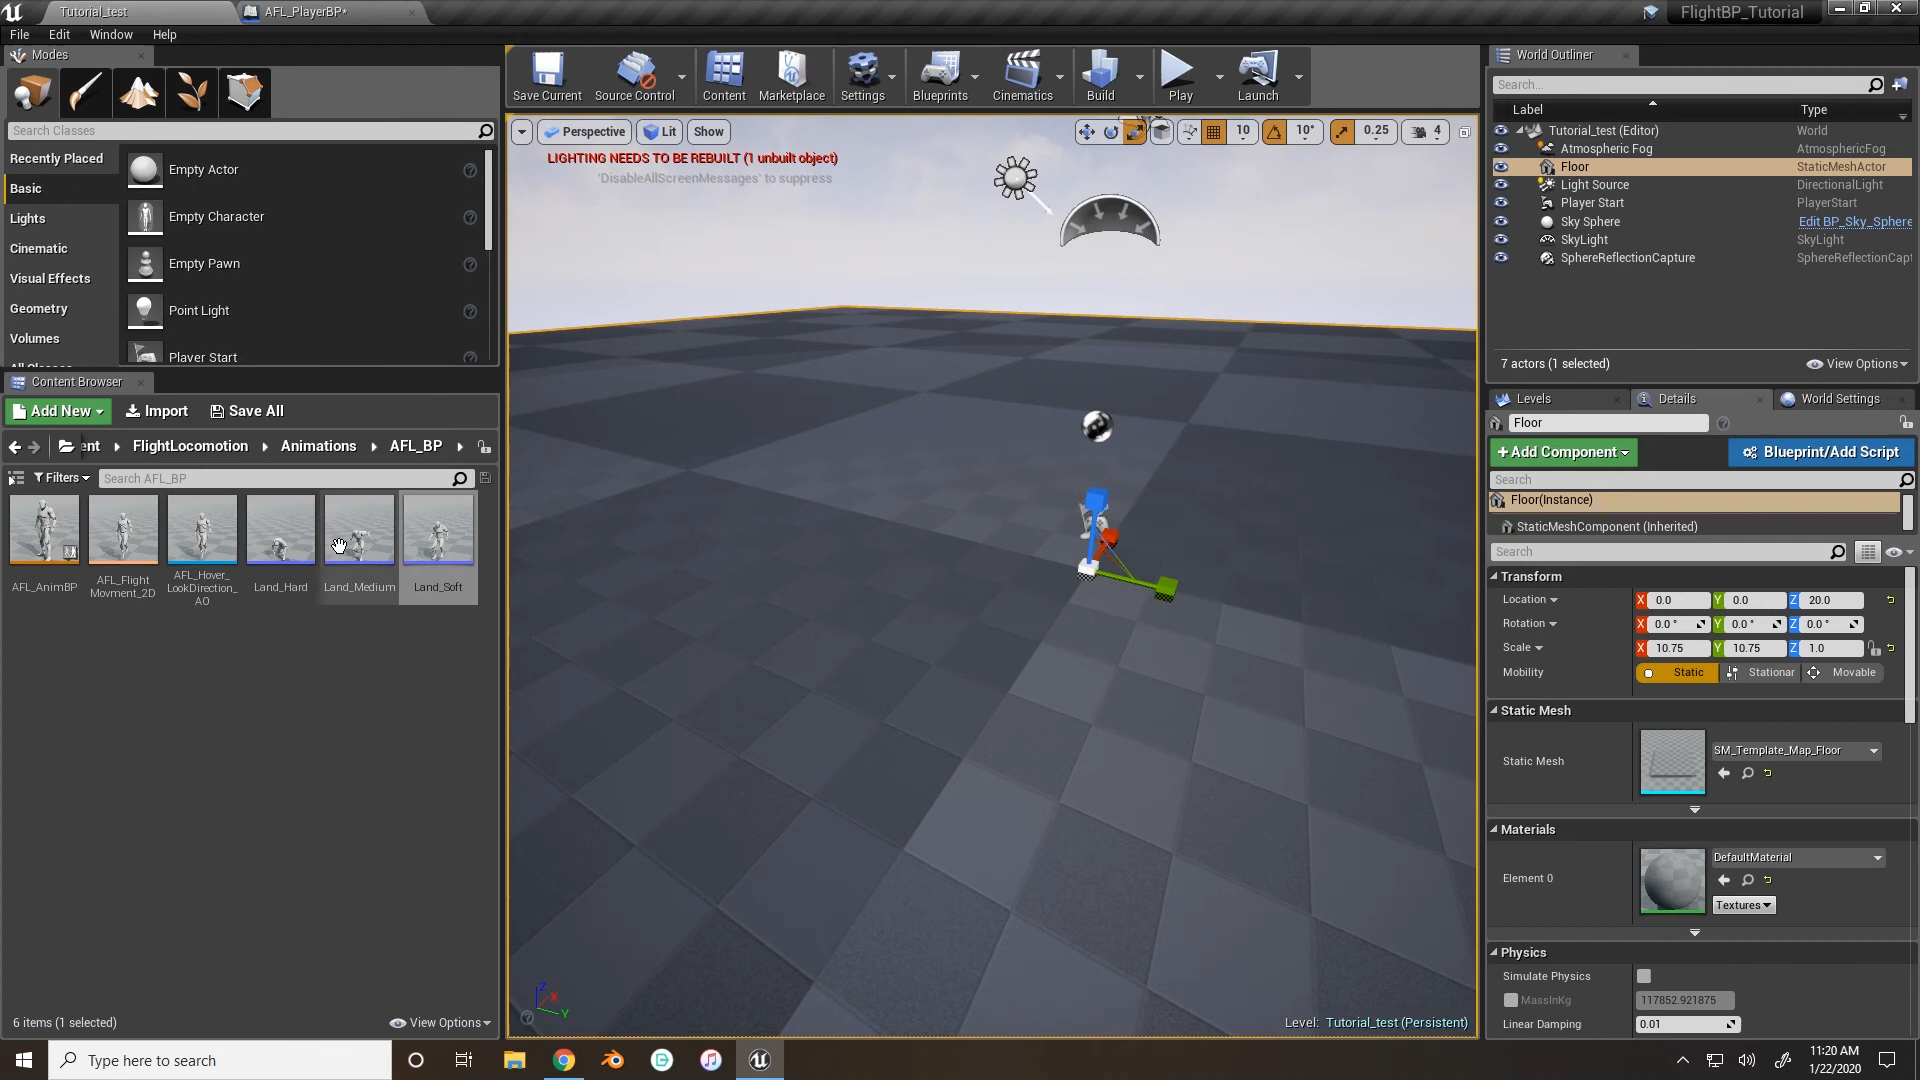 Tutorial_test
AFL_PlayerBP*
FlightBP_Tutorial
File Edit Window Help
Modes
Search Classes
Recently Placed
Basic
Lights
Cinematic
Visual Effects
Geometry
Volumes
All Classes
Empty Actor
Empty Character
Empty Pawn
Point Light
Player Start
Save Current
Source Control
Content
Marketplace
Settings
Blueprints
Cinematics
Build
Play
Launch
Perspective
Lit
Show
10
10°
0.25
4
LIGHTING NEEDS TO BE REBUILT (1 unbuilt object)
'DisableAllScreenMessages' to suppress
Z
X
Y
Level: Tutorial_test (Persistent)
Content Browser
Add New
Import
Save All
ent
FlightLocomotion
Animations
AFL_BP
Filters
Search AFL_BP
AFL_AnimBP
AFL_Flight
Movment_2D
AFL_Hover_
LookDirection_
AO
Land_Hard
Land_Medium
Land_Soft
6 items (1 selected)
View Options
World Outliner
Search...
Label Type
Tutorial_test (Editor) World
Atmospheric Fog AtmosphericFog
Floor StaticMeshActor
Light Source DirectionalLight
Player Start PlayerStart
Sky Sphere Edit BP_Sky_Sphere
SkyLight SkyLight
SphereReflectionCapture SphereReflectionCapt
7 actors (1 selected)
View Options
Levels
Details
World Settings
Floor
+Add Component
Blueprint/Add Script
Search
Floor(Instance)
StaticMeshComponent (Inherited)
Search
Transform
Location X 0.0 Y 0.0 Z 20.0
Rotation X 0.0 ° Y 0.0 ° Z 0.0 °
Scale X 10.75 Y 10.75 Z 1.0
Mobility Static Stationar Movable
Static Mesh
Static Mesh
SM_Template_Map_Floor
Materials
Element 0
DefaultMaterial
Textures
Physics
Simulate Physics
MassInKg 117852.921875
Linear Damping 0.01
Type here to search
11:20 AM
1/22/2020